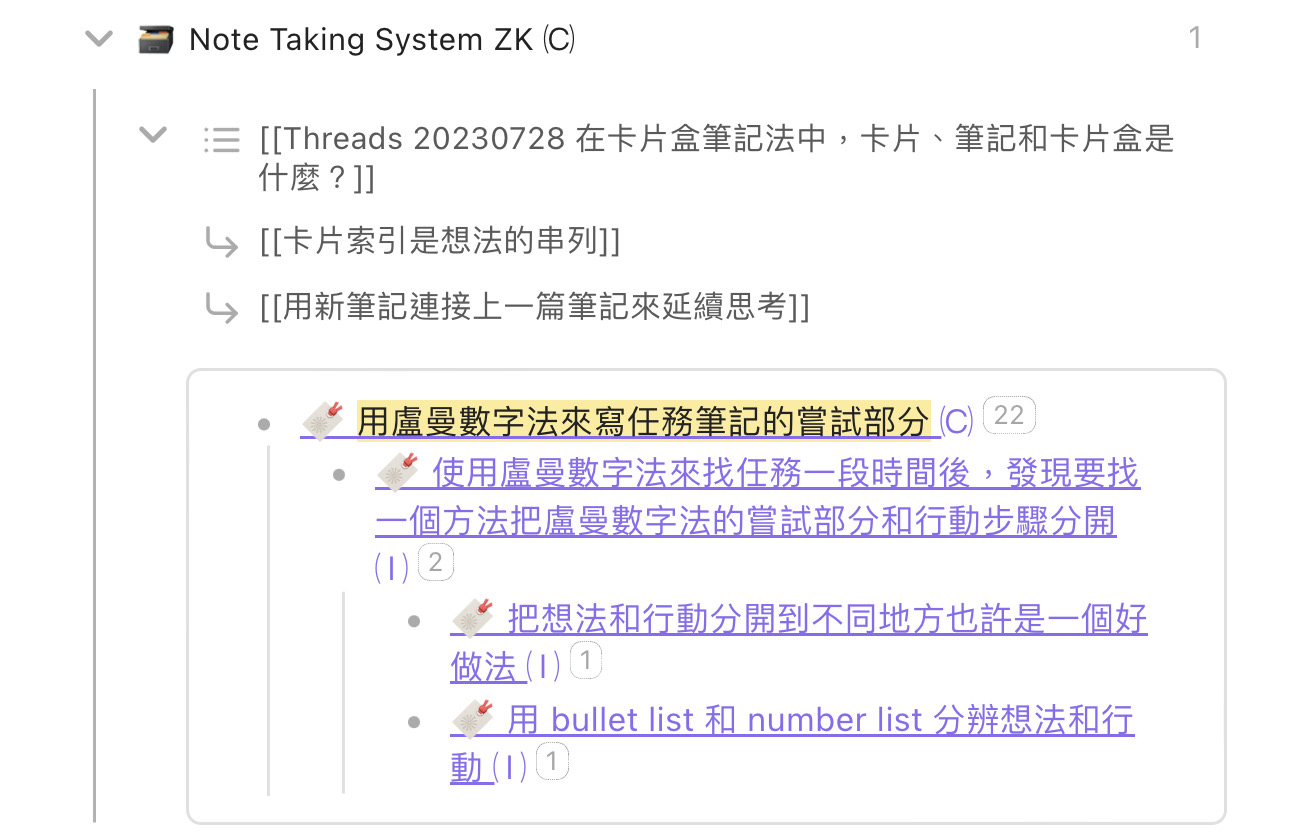 Note Taking System ZK (C)
1
[[Threads 20230728 在卡片盒筆記法中，卡片、筆記和卡片盒是
什麼？]]
[[卡片索引是想法的串列]]
[[用新筆記連接上一篇筆記來延續思考]]
用盧曼數字法來寫任務筆記的嘗試部分 (C) 22
使用盧曼數字法來找任務一段時間後，發現要找
一個方法把盧曼數字法的嘗試部分和行動步驟分開
(I) 2
把想法和行動分開到不同地方也許是一個好
做法 (I) 1
用 bullet list 和 number list 分辨想法和行
動 (I) 1